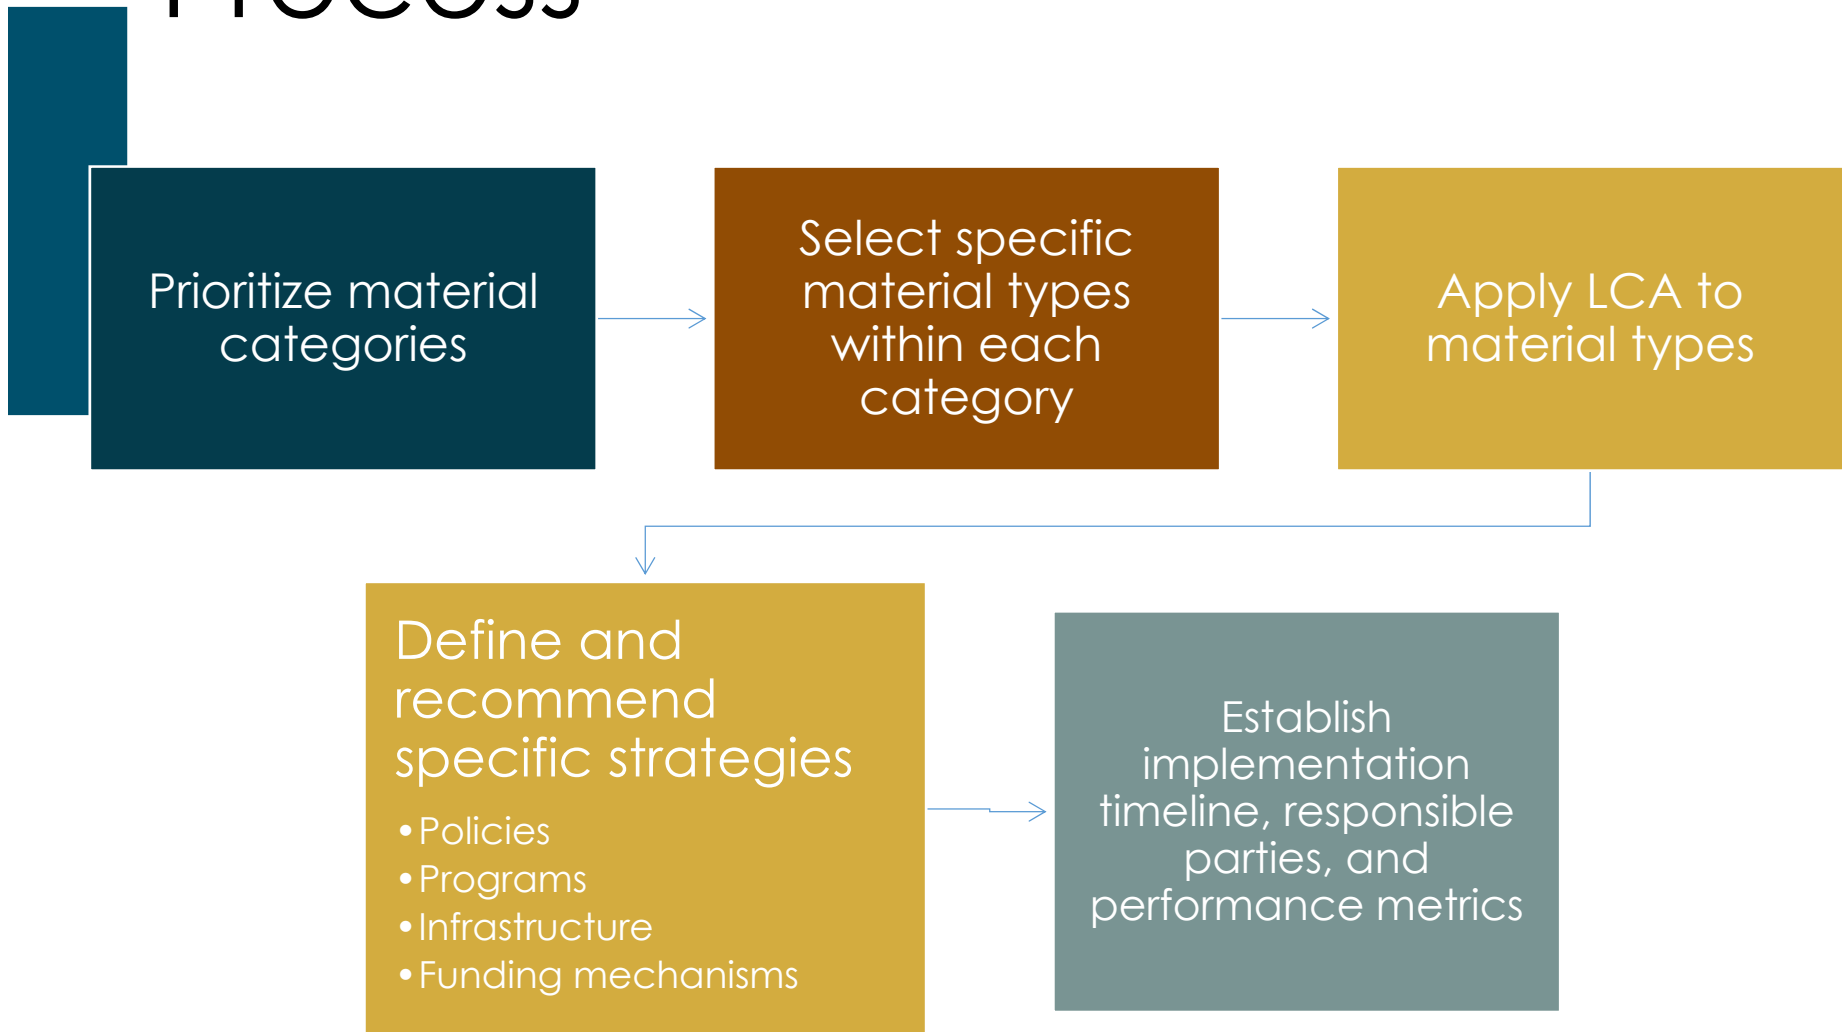 Process
Prioritize material
categories
Select specific
material types
within each
category
Apply LCA to
material types
Define and
recommend
specific strategies
•Policies
•Programs
•Infrastructure
•Funding mechanisms
Establish
implementation
timeline, responsible
parties, and
performance metrics